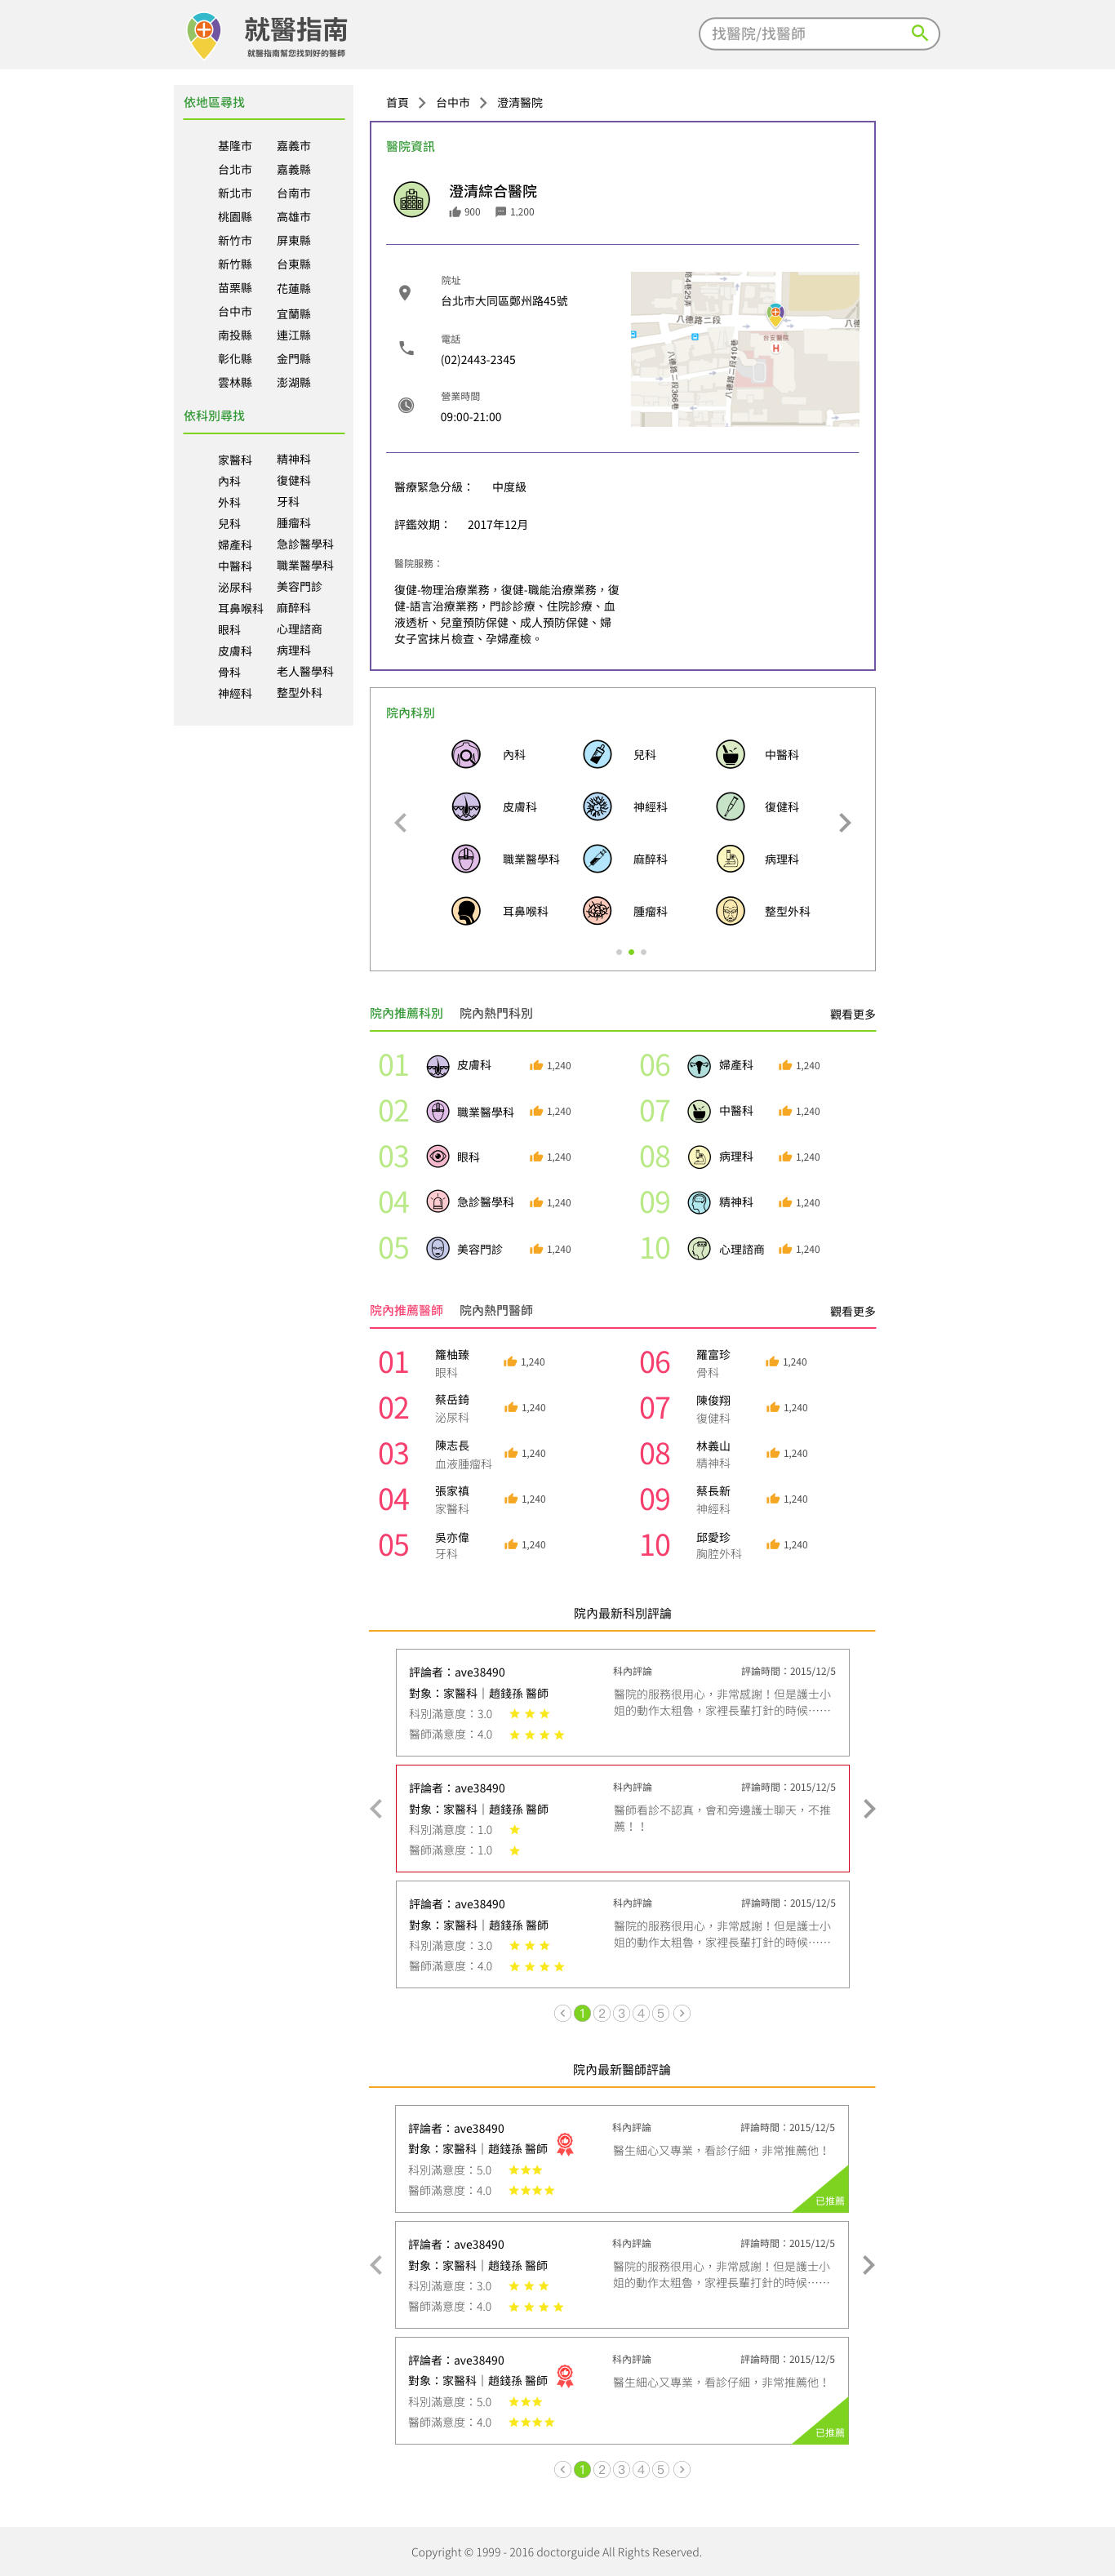 就醫指南
就醫指南幫您找到好的醫師
找醫院/找醫師
依地區尋找
基隆市 嘉義市
台北市 嘉義縣
新北市 台南市
桃園縣 高雄市
新竹市 屏東縣
新竹縣 台東縣
苗栗縣 花蓮縣
台中市 宜蘭縣
南投縣 連江縣
彰化縣 金門縣
雲林縣 澎湖縣
依科別尋找
家醫科 精神科
內科 復健科
外科 牙科
兒科 腫瘤科
婦產科 急診醫學科
中醫科 職業醫學科
泌尿科 美容門診
耳鼻喉科 麻醉科
眼科 心理諮商
皮膚科 病理科
骨科 老人醫學科
神經科 整型外科
首頁 台中市 澄清醫院
醫院資訊
澄清綜合醫院
900 1,200
院址
台北市大同區鄭州路45號
電話
(02)2443-2345
營業時間
09:00-21:00
路4巷25弄
八德路二段
八德
台安醫院
H
八德路二段366巷
八德路二段410巷
醫療緊急分級： 中度級
評鑑效期： 2017年12月
醫院服務：
復健-物理治療業務，復健-職能治療業務，復
健-語言治療業務，門診診療、住院診療、血
液透析、兒童預防保健、成人預防保健、婦
女子宮抹片檢查、孕婦產檢。
院內科別
內科 兒科 中醫科
皮膚科 神經科 復健科
職業醫學科 麻醉科 病理科
耳鼻喉科 腫瘤科 整型外科
院內推薦科別 院內熱門科別 觀看更多
01 皮膚科 1,240 06 婦產科 1,240
02 職業醫學科 1,240 07 中醫科 1,240
03 眼科 1,240 08 病理科 1,240
04 急診醫學科 1,240 09 精神科 1,240
05 美容門診 1,240 10 心理諮商 1,240
院內推薦醫師 院內熱門醫師 觀看更多
01 籮柚臻 1,240 06 羅富珍 1,240
眼科 骨科
02 蔡岳錡 1,240 07 陳俊翔 1,240
泌尿科 復健科
03 陳志長 1,240 08 林義山 1,240
血液腫瘤科 精神科
04 張家禛 1,240 09 蔡長新 1,240
家醫科 神經科
05 吳亦偉 1,240 10 邱愛珍 1,240
牙科 胸腔外科
院內最新科別評論
評論者：ave38490 科內評論 評論時間：2015/12/5
對象：家醫科｜趙錢孫 醫師
科別滿意度：3.0
醫師滿意度：4.0
醫院的服務很用心，非常感謝！但是護士小
姐的動作太粗魯，家裡長輩打針的時候⋯⋯
評論者：ave38490 科內評論 評論時間：2015/12/5
對象：家醫科｜趙錢孫 醫師
科別滿意度：1.0
醫師滿意度：1.0
醫師看診不認真，會和旁邊護士聊天，不推
薦！！
評論者：ave38490 科內評論 評論時間：2015/12/5
對象：家醫科｜趙錢孫 醫師
科別滿意度：3.0
醫師滿意度：4.0
醫院的服務很用心，非常感謝！但是護士小
姐的動作太粗魯，家裡長輩打針的時候⋯⋯
1 2 3 4 5
院內最新醫師評論
評論者：ave38490 科內評論 評論時間：2015/12/5
對象：家醫科｜趙錢孫 醫師
科別滿意度：5.0
醫師滿意度：4.0
醫生細心又專業，看診仔細，非常推薦他！
已推薦
評論者：ave38490 科內評論 評論時間：2015/12/5
對象：家醫科｜趙錢孫 醫師
科別滿意度：3.0
醫師滿意度：4.0
醫院的服務很用心，非常感謝！但是護士小
姐的動作太粗魯，家裡長輩打針的時候⋯⋯
評論者：ave38490 科內評論 評論時間：2015/12/5
對象：家醫科｜趙錢孫 醫師
科別滿意度：5.0
醫師滿意度：4.0
醫生細心又專業，看診仔細，非常推薦他！
已推薦
1 2 3 4 5
Copyright © 1999 - 2016 doctorguide All Rights Reserved.